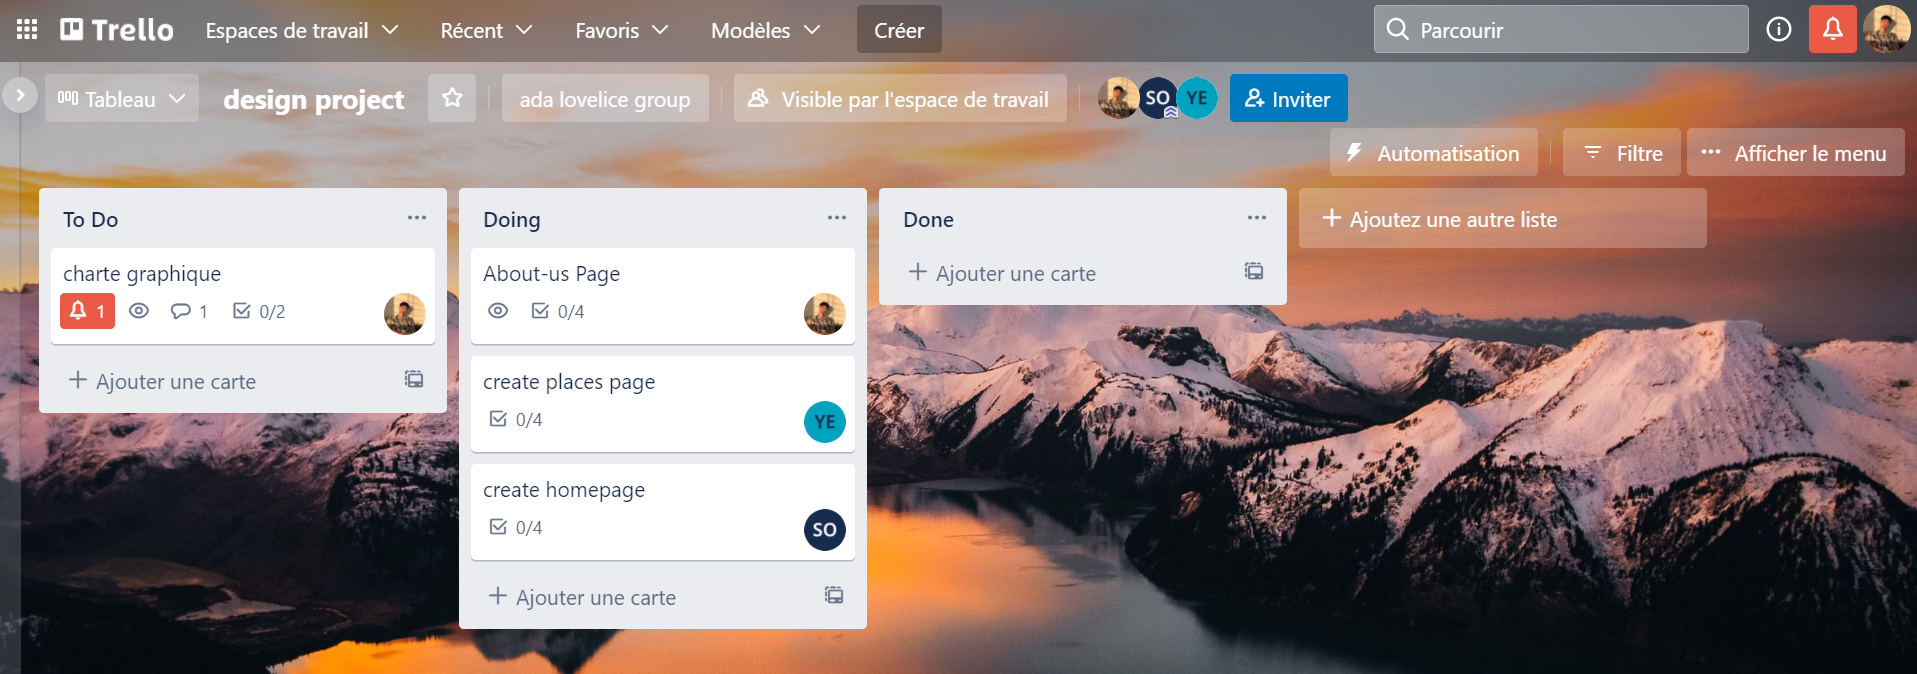 Trello Espaces de travail Récent Favoris Modèles Créer Parcourir
Tableau design project ada lovelice group Visible par l'espace de travail SO YE Inviter
Automatisation Filtre Afficher le menu
To Do
charte graphique
1 1 0/2
Ajouter une carte
Doing
About-us Page
0/4
create places page
0/4 YE
create homepage
0/4 SO
Ajouter une carte
Done
Ajouter une carte
Ajoutez une autre liste